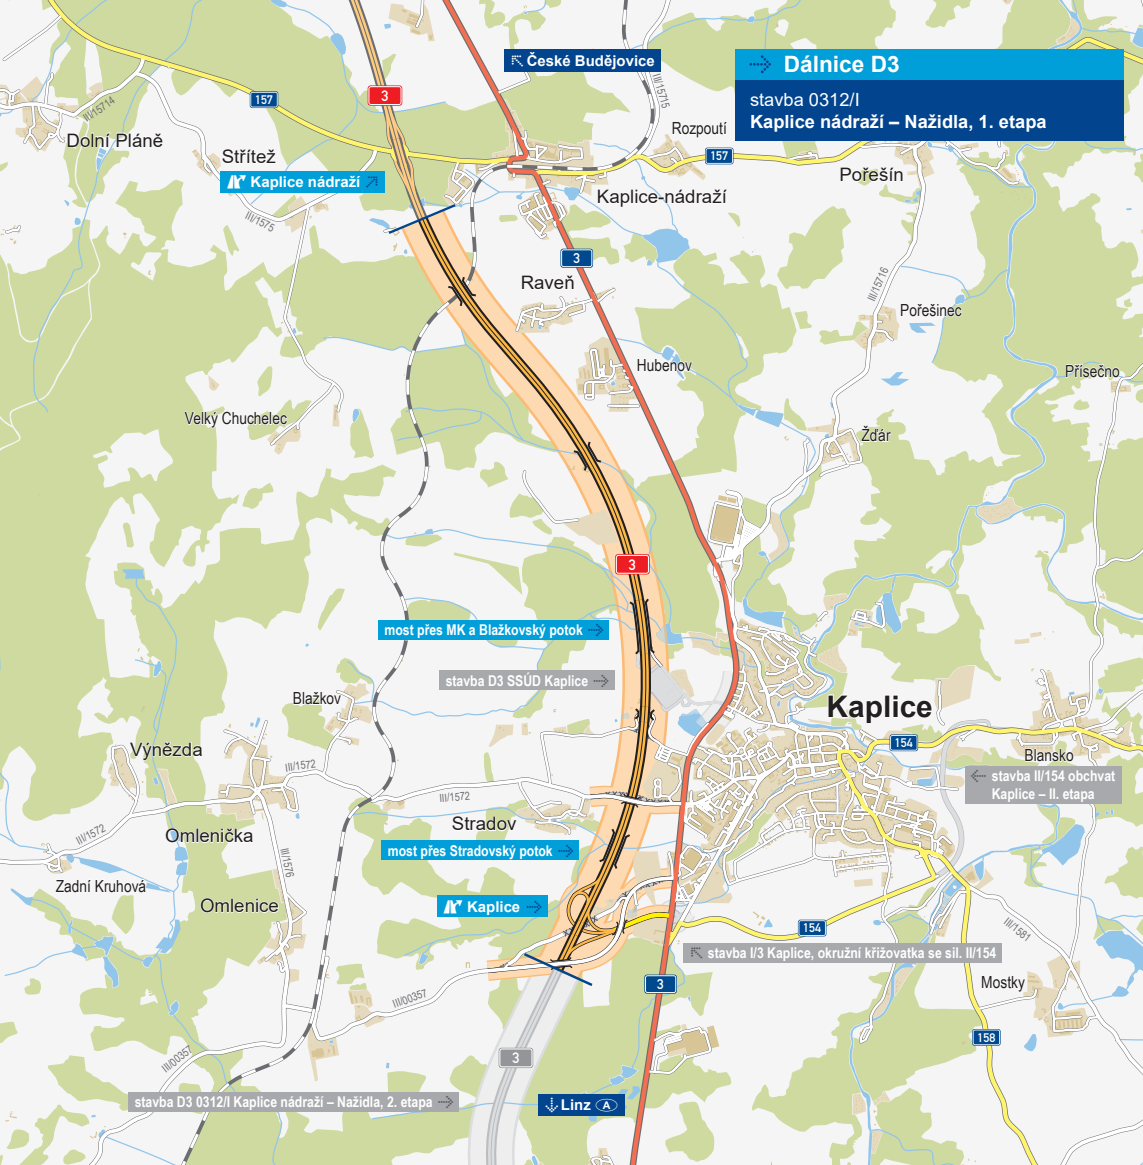 České Budějovice
Dálnice D3
stavba 0312/I
Kaplice nádraží – Nažidla, 1. etapa
3
157
III/15714
III/15715
Dolní Pláně
Rozpoutí
157
Střítež
Kaplice nádraží
Pořešín
Kaplice-nádraží
III/1575
3
Raveň
III/15716
Pořešinec
Hubenov
Přísečno
Velký Chuchelec
Žďár
3
most přes MK a Blažkovský potok
stavba D3 SSÚD Kaplice
Blažkov
Kaplice
154
Výnězda
Blansko
III/1572
stavba II/154 obchvat
Kaplice – II. etapa
III/1572
Stradov
III/1572
Omlenička
most přes Stradovský potok
III/1576
Zadní Kruhová
Omlenice
Kaplice
154
III/1581
stavba I/3 Kaplice, okružní křižovatka se sil. II/154
3
Mostky
III/00357
158
3
III/00357
stavba D3 0312/I Kaplice nádraží – Nažidla, 2. etapa
Linz A